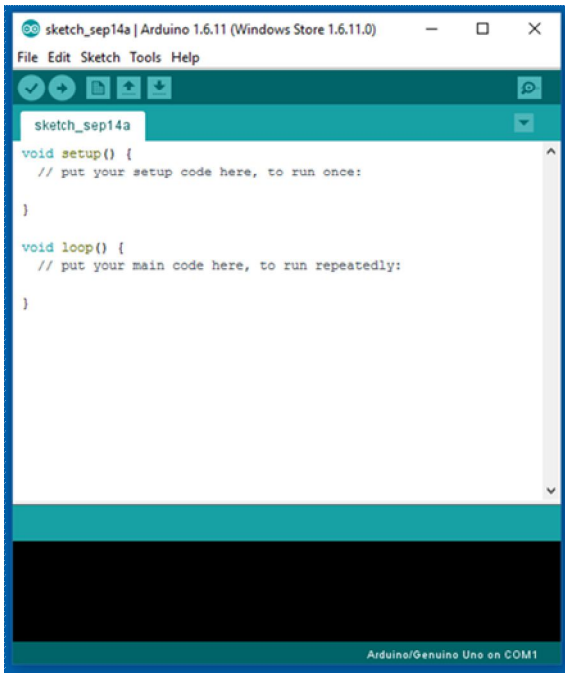 sketch_sep14a | Arduino 1.6.11 (Windows Store 1.6.11.0)
File Edit Sketch Tools Help
sketch_sep14a
void setup() {
  // put your setup code here, to run once:
}
void loop() {
  // put your main code here, to run repeatedly:
}
Arduino/Genuino Uno on COM1